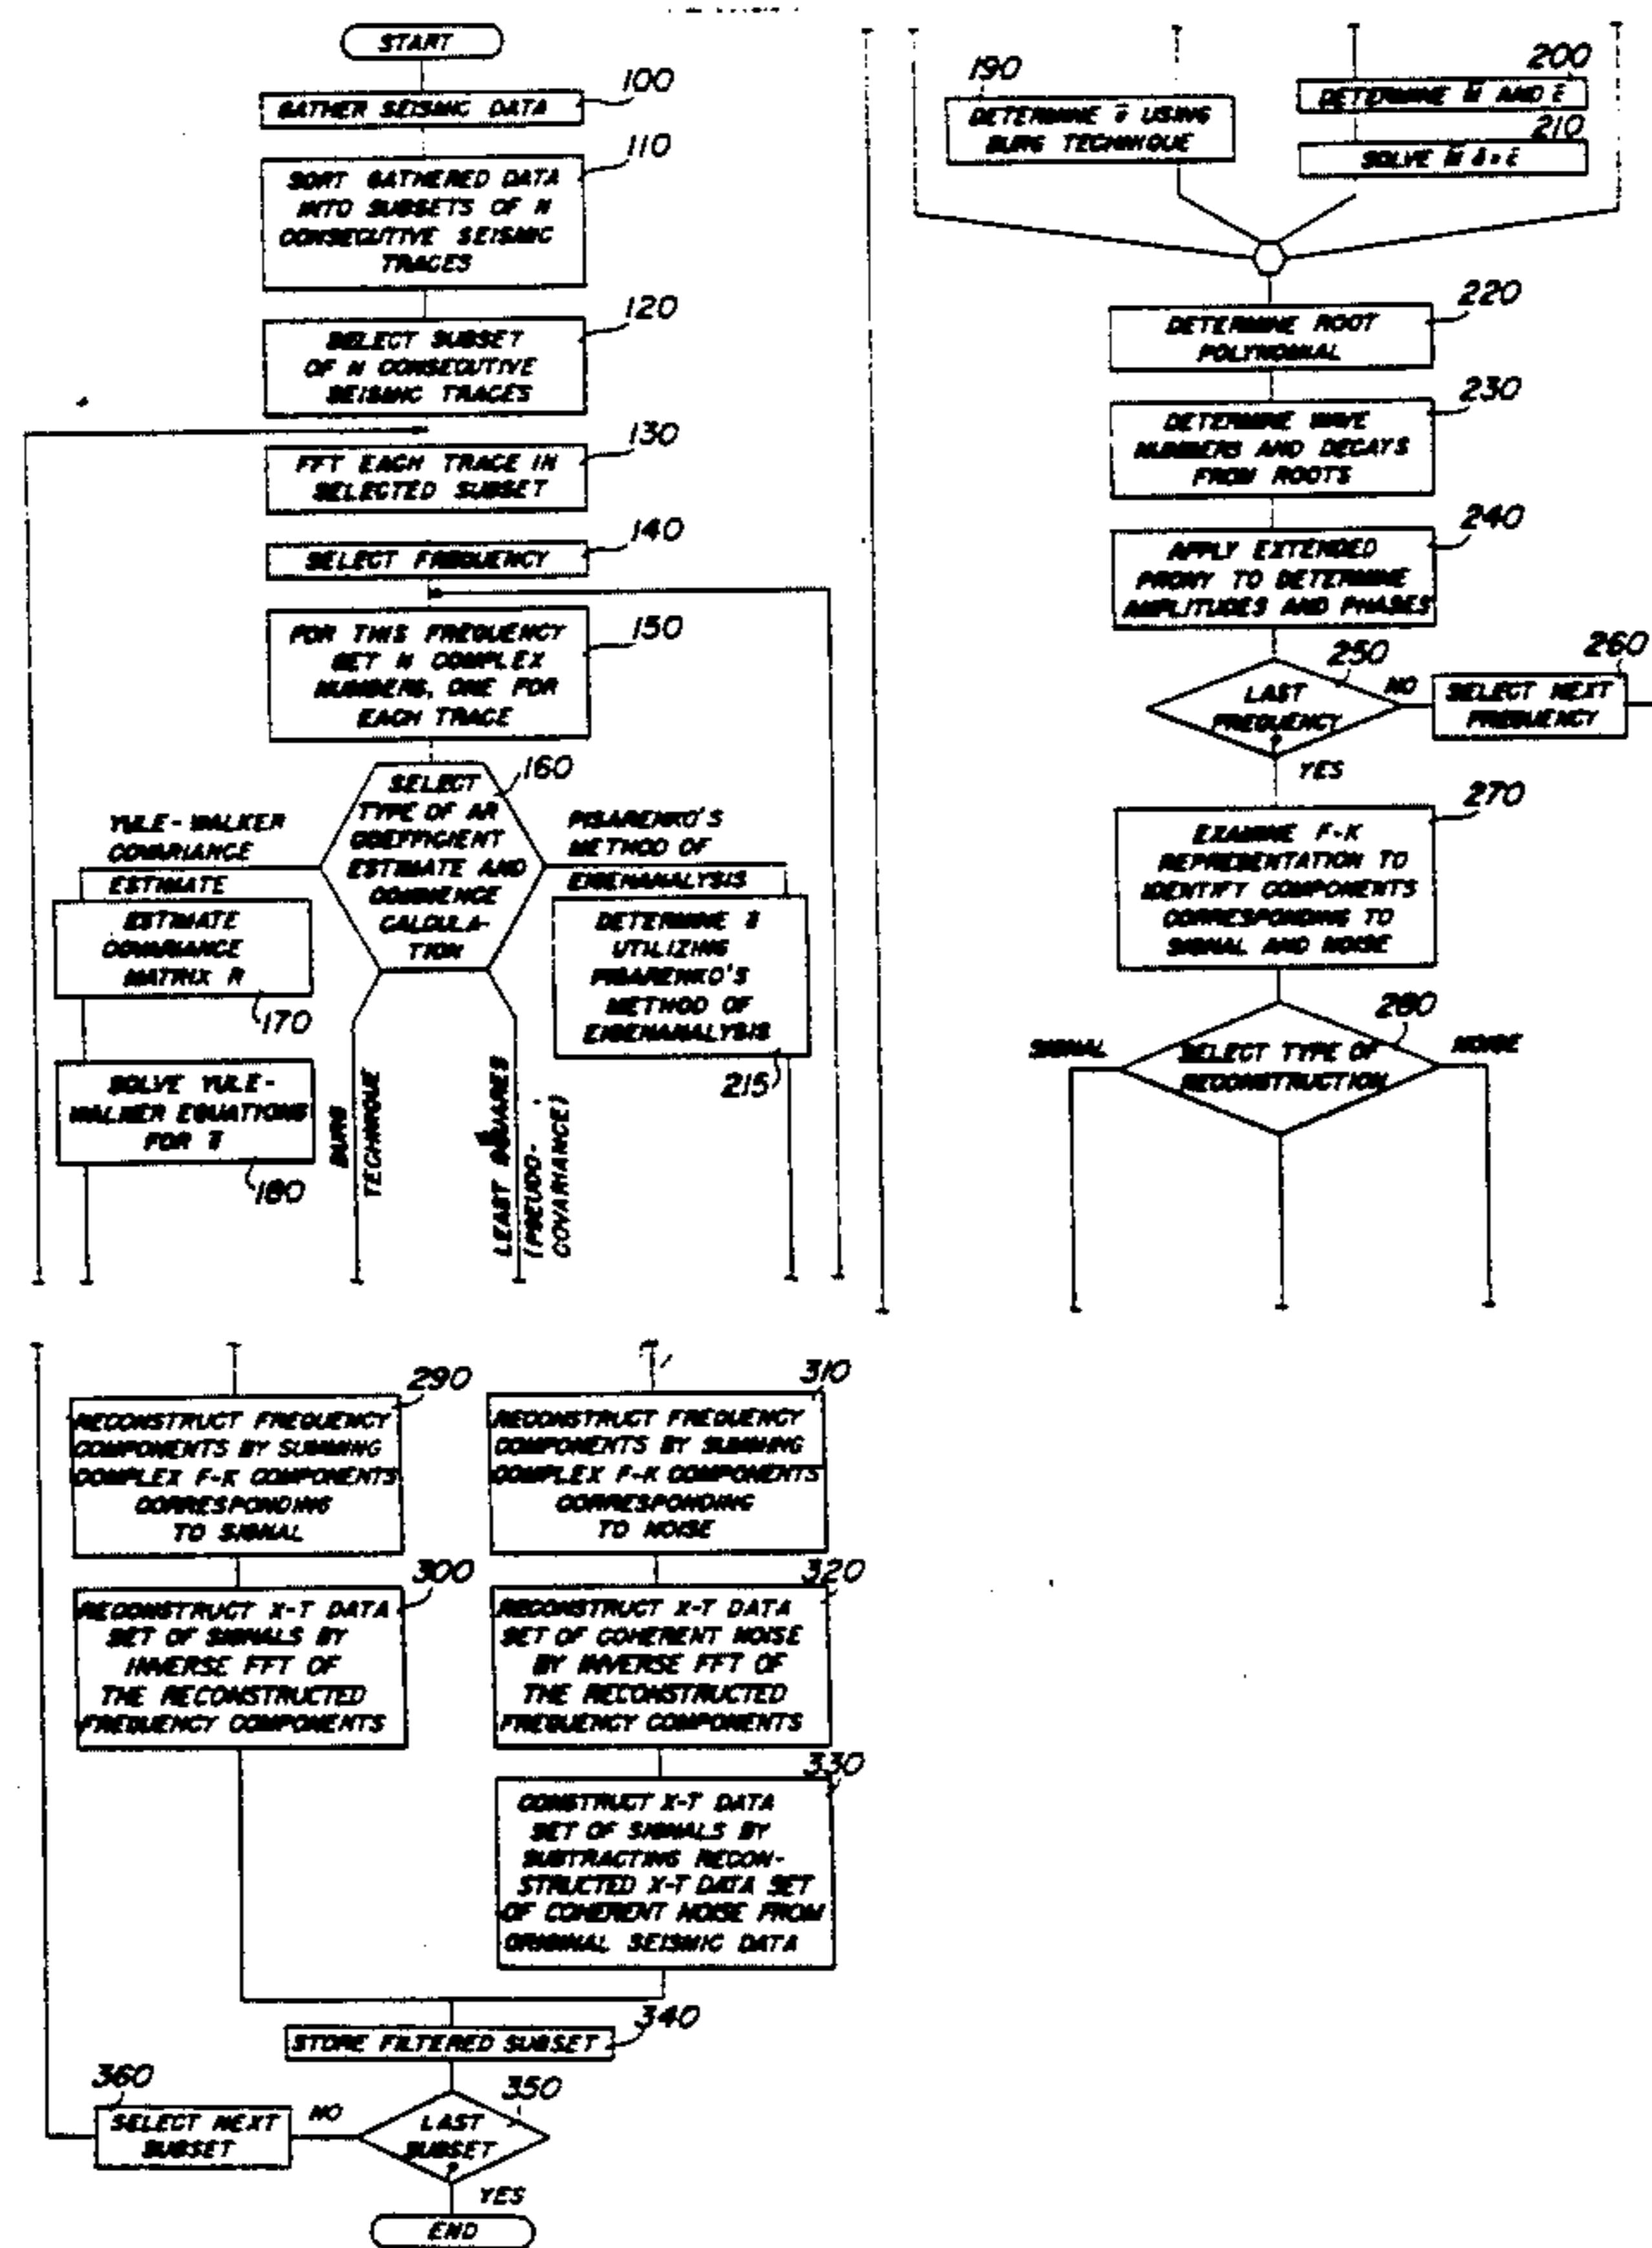 START
100
GATHER SEISMIC DATA
110
SORT GATHERED DATA
INTO SUBSETS OF N
CONSECUTIVE SEISMIC
TRACES
120
SELECT SUBSET
OF N CONSECUTIVE
SEISMIC TRACES
130
FFT EACH TRACE IN
SELECTED SUBSET
140
SELECT FREQUENCY
150
FOR THIS FREQUENCY
GET N COMPLEX
NUMBERS, ONE FOR
EACH TRACE
160
SELECT
TYPE OF AR
COEFFICIENT
ESTIMATE AND
COMMENCE
CALCULA-
TION
YULE-WALKER
COVARIANCE
ESTIMATE
ESTIMATE
COVARIANCE
MATRIX R
170
SOLVE YULE-
WALKER EQUATIONS
FOR
180
BURG
TECHNIQUE
LEAST SQUARES
(PSEUDO-
COVARIANCE)
PISARENKO'S
METHOD OF
EIGENANALYSIS
DETERMINE
UTILIZING
PISARENKO'S
METHOD OF
EIGENANALYSIS
215
190
DETERMINE USING
BURG TECHNIQUE
200
DETERMINE M̄ AND c̄
210
SOLVE
220
DETERMINE ROOT
POLYNOMIAL
230
DETERMINE WAVE
NUMBERS AND DECAYS
FROM ROOTS
240
APPLY EXTENDED
PRONY TO DETERMINE
AMPLITUDES AND PHASES
250
LAST
FREQUENCY
?
NO
260
SELECT NEXT
FREQUENCY
YES
270
EXAMINE F-K
REPRESENTATION TO
IDENTIFY COMPONENTS
CORRESPONDING TO
SIGNAL AND NOISE
280
SIGNAL
SELECT TYPE OF
RECONSTRUCTION
NOISE
290
RECONSTRUCT FREQUENCY
COMPONENTS BY SUMMING
COMPLEX F-K COMPONENTS
CORRESPONDING
TO SIGNAL
300
RECONSTRUCT X-T DATA
SET OF SIGNALS BY
INVERSE FFT OF
THE RECONSTRUCTED
FREQUENCY COMPONENTS
310
RECONSTRUCT FREQUENCY
COMPONENTS BY SUMMING
COMPLEX F-K COMPONENTS
CORRESPONDING
TO NOISE
320
RECONSTRUCT X-T DATA
SET OF COHERENT NOISE
BY INVERSE FFT OF
THE RECONSTRUCTED
FREQUENCY COMPONENTS
330
CONSTRUCT X-T DATA
SET OF SIGNALS BY
SUBTRACTING RECON-
STRUCTED X-T DATA SET
OF COHERENT NOISE FROM
ORIGINAL SEISMIC DATA
340
STORE FILTERED SUBSET
350
LAST
SUBSET
?
NO
360
SELECT NEXT
SUBSET
YES
END